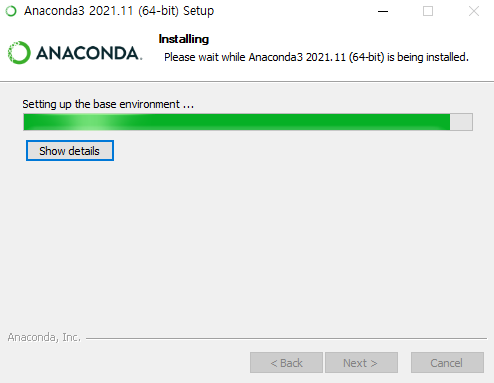 Anaconda3 2021.11 (64-bit) Setup
ANACONDA.
Installing
Please wait while Anaconda3 2021.11 (64-bit) is being installed.
Setting up the base environment ...
Show details
Anaconda, Inc.
< Back
Next >
Cancel